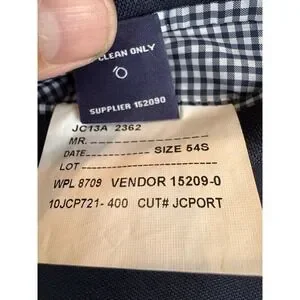 CLEAN ONLY
SUPPLIER 152090
JC13A 2362
MR.
DATE SIZE 54S
LOT
WPL 8709 VENDOR 15209-0
10JCP721-400 CUT# JCPORT